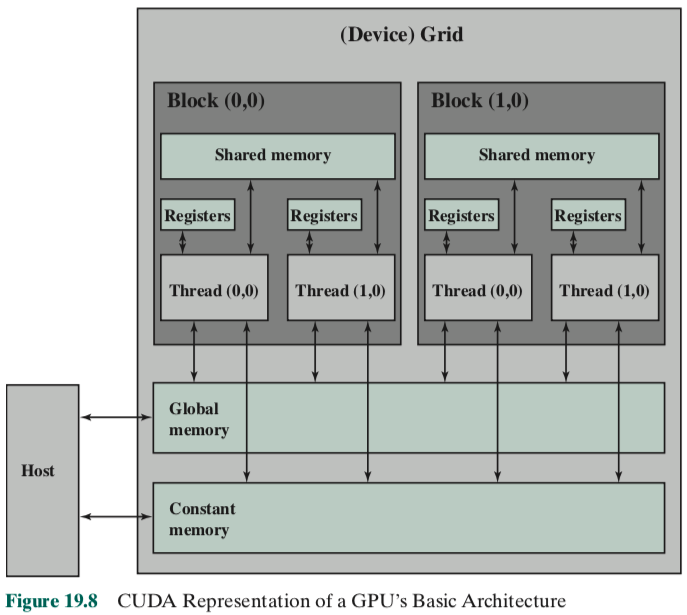 (Device) Grid
Block (0,0)
Block (1,0)
Shared memory
Shared memory
Registers
Registers
Registers
Registers
Thread (0,0)
Thread (1,0)
Thread (0,0)
Thread (1,0)
Global
memory
Host
Constant
memory
Figure 19.8 CUDA Representation of a GPU's Basic Architecture